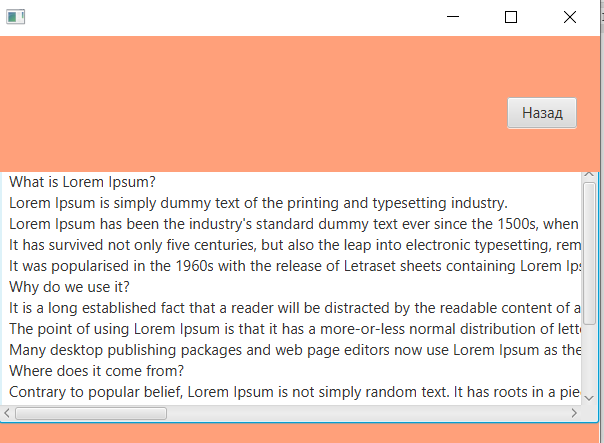 Назад
What is Lorem Ipsum?
Lorem Ipsum is simply dummy text of the printing and typesetting industry.
Lorem Ipsum has been the industry's standard dummy text ever since the 1500s, when
It has survived not only five centuries, but also the leap into electronic typesetting, rem
It was popularised in the 1960s with the release of Letraset sheets containing Lorem Ips
Why do we use it?
It is a long established fact that a reader will be distracted by the readable content of a
The point of using Lorem Ipsum is that it has a more-or-less normal distribution of lette
Many desktop publishing packages and web page editors now use Lorem Ipsum as the
Where does it come from?
Contrary to popular belief, Lorem Ipsum is not simply random text. It has roots in a pie